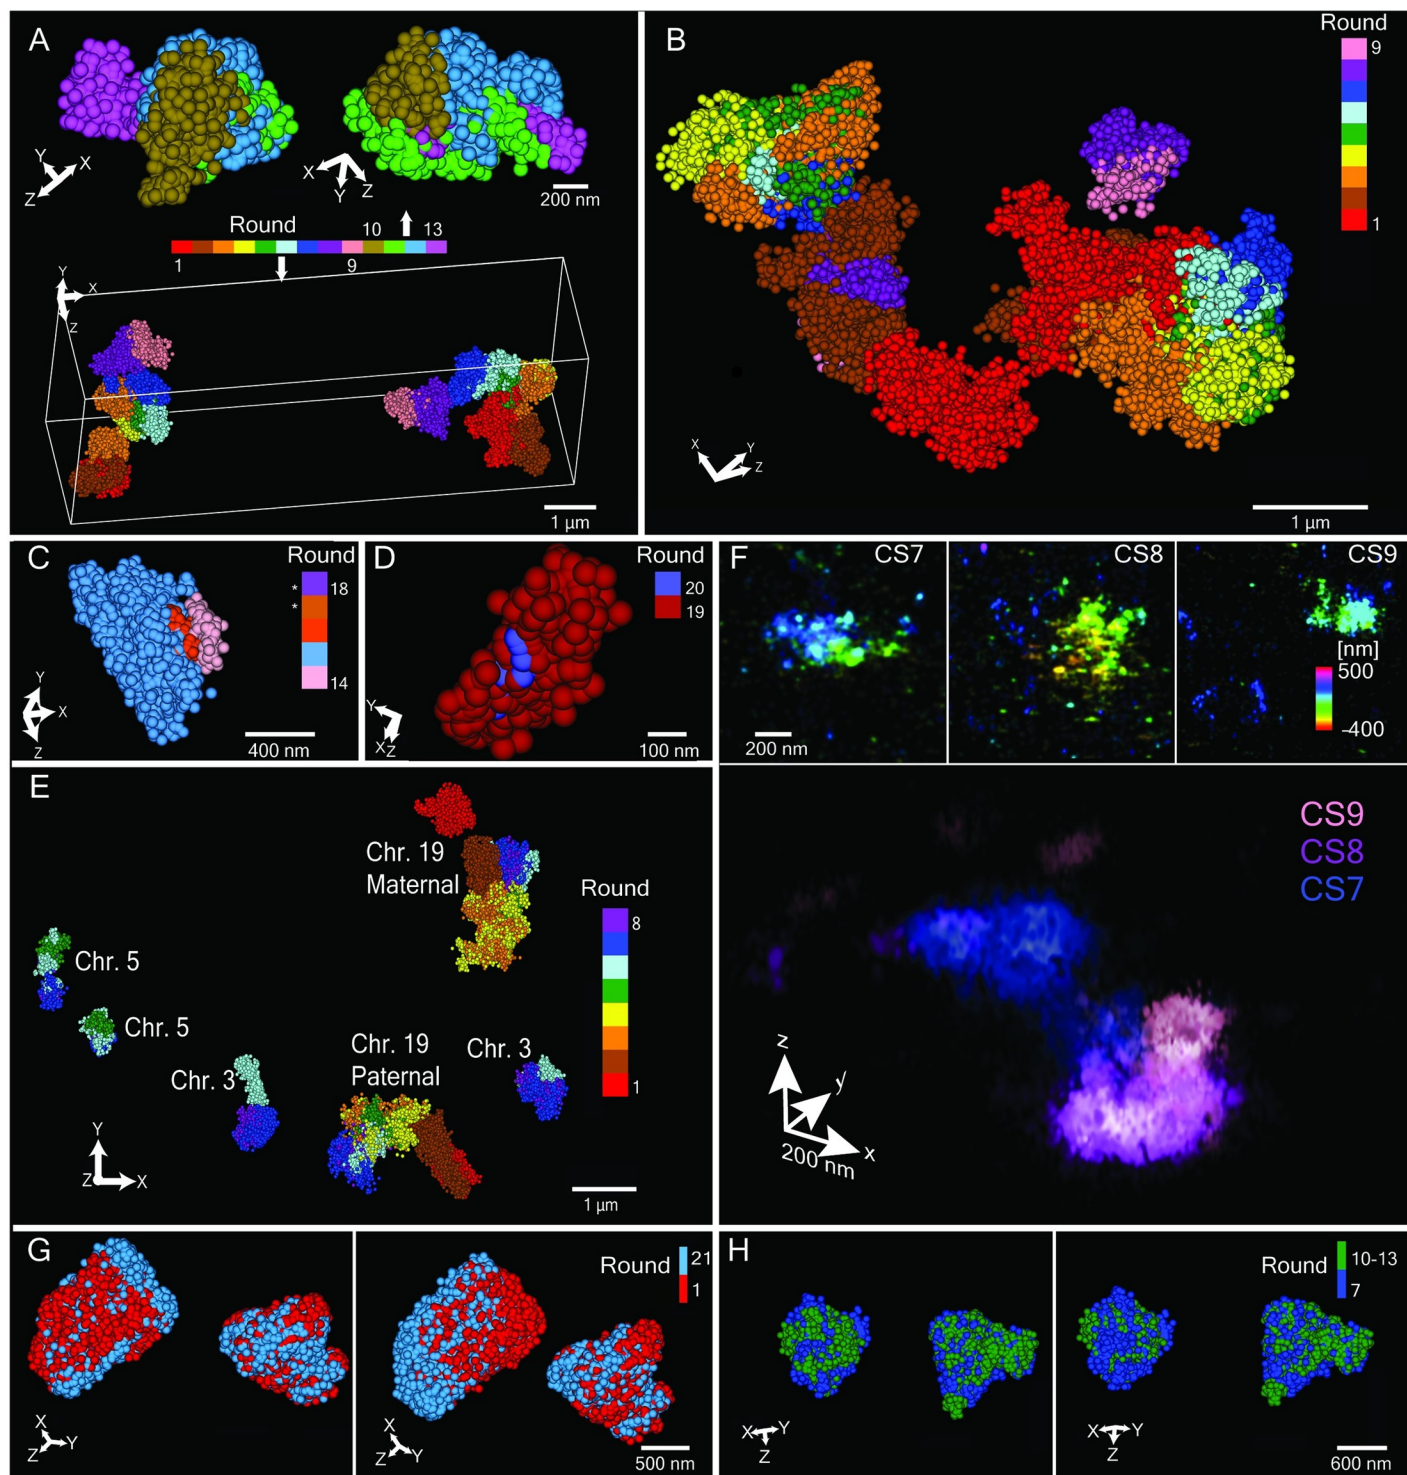 A
Y
X
Z
X
Y
Z
200 nm
Round
10
13
1
9
Y
X
Z
1 µm
B
Round
9
1
X
Y
Z
1 µm
C
Round
*
18
*
14
Y
X
Z
400 nm
D
Round
20
19
Y
X
Z
100 nm
E
Chr. 19
Maternal
Round
8
1
Chr. 5
Chr. 5
Chr. 3
Chr. 19
Paternal
Chr. 3
Y
Z
X
1 µm
F
CS7
CS8
CS9
200 nm
[nm]
500
-400
CS9
CS8
CS7
z
y
x
200 nm
G
X
Y
Z
Round
21
1
X
Y
Z
500 nm
H
X
Y
Z
Round
10-13
7
X
Y
Z
600 nm